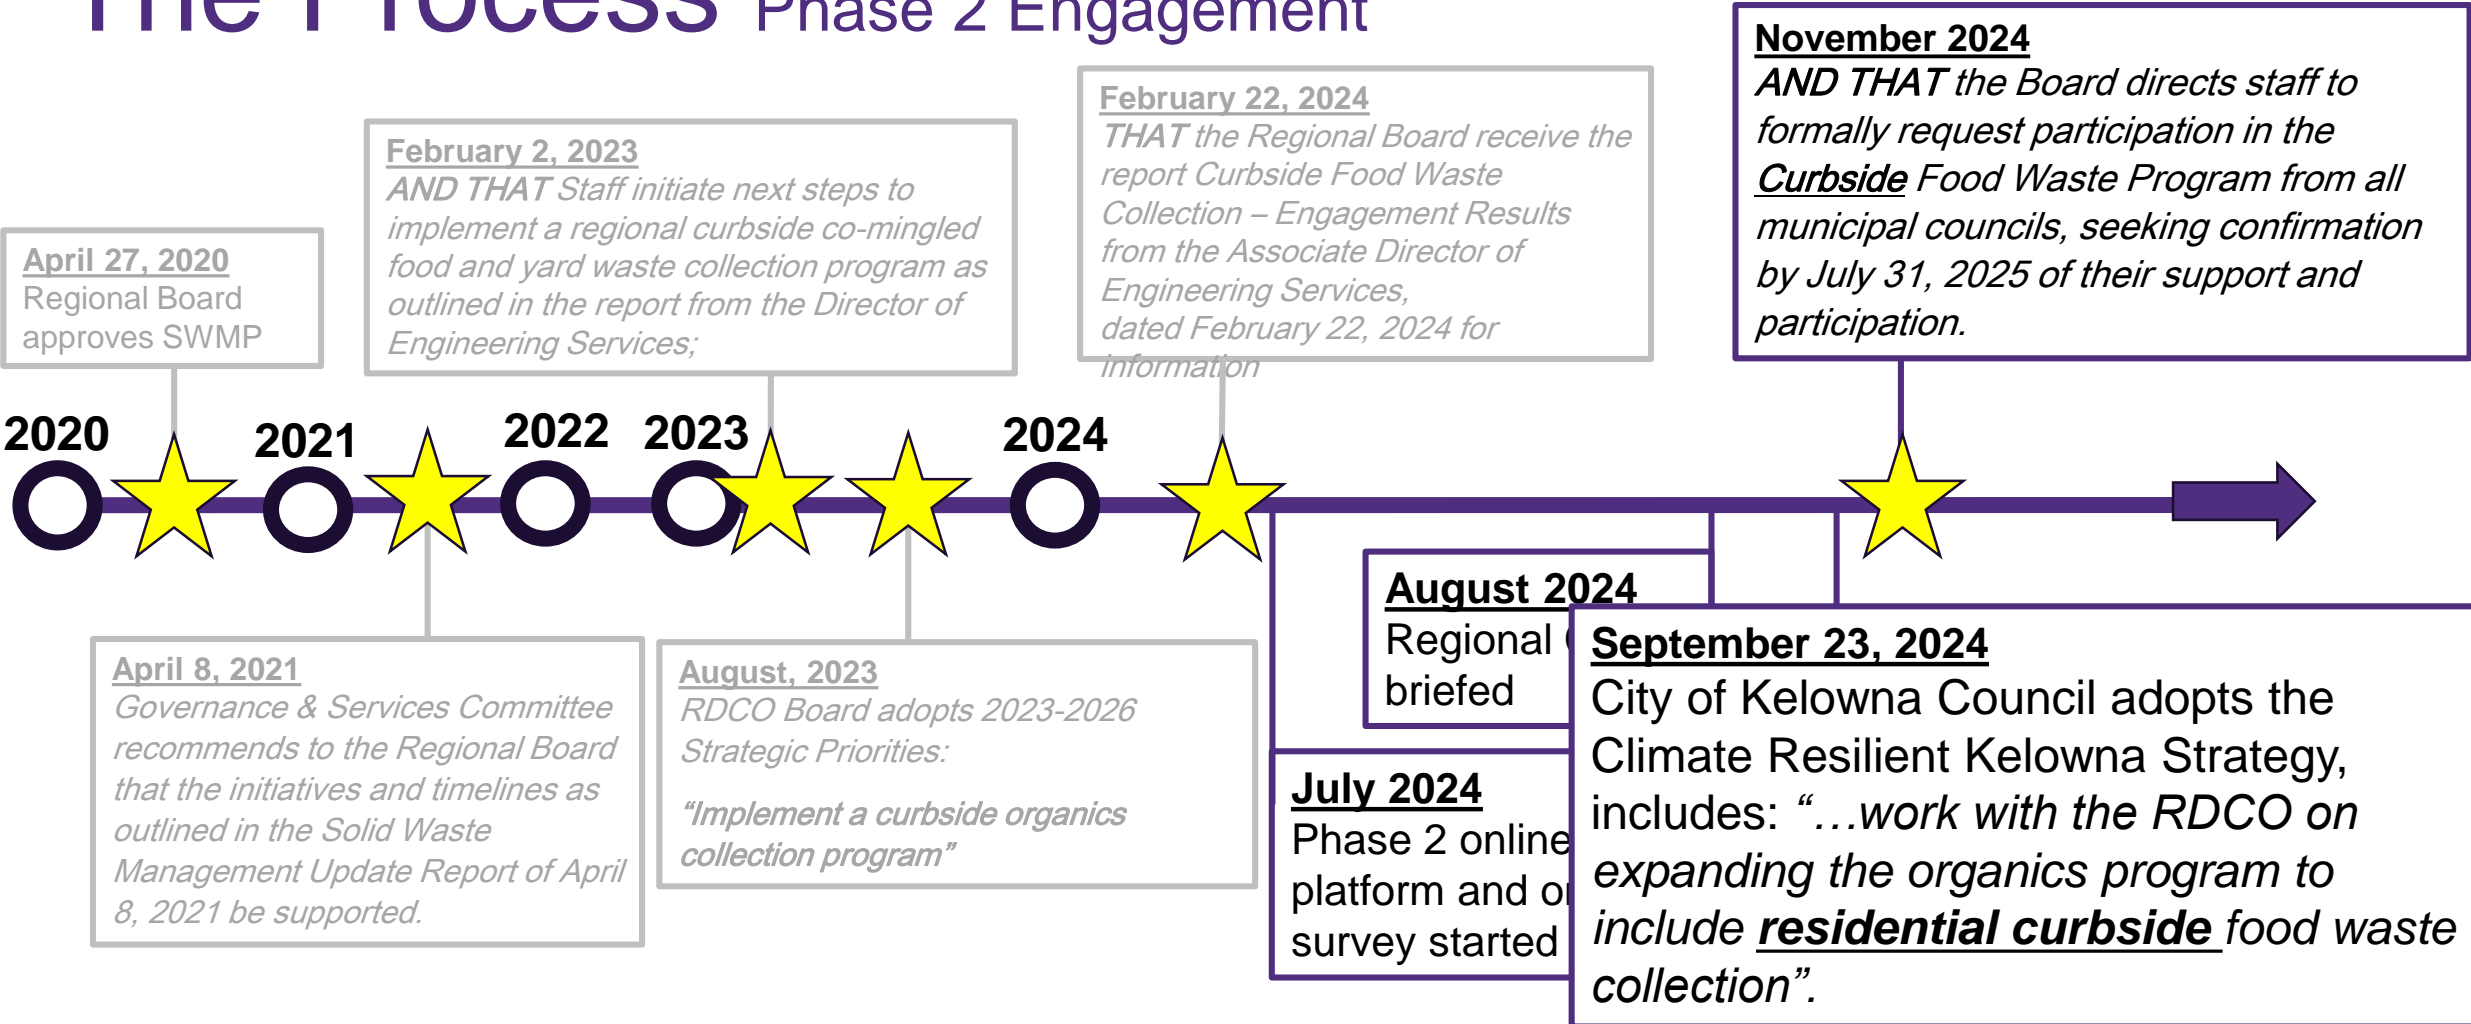 The Process Phase 2 Engagement
November 2024
AND THAT the Board directs staff to
formally request participation in the
Curbside Food Waste Program from all
municipal councils, seeking confirmation
by July 31, 2025 of their support and
participation.
February 22, 2024
THAT the Regional Board receive the
report Curbside Food Waste
Collection – Engagement Results
from the Associate Director of
Engineering Services,
dated February 22, 2024 for
information
February 2, 2023
AND THAT Staff initiate next steps to
implement a regional curbside co-mingled
food and yard waste collection program as
outlined in the report from the Director of
Engineering Services;
April 27, 2020
Regional Board
approves SWMP
2020
2021
2022
2023
2024
April 8, 2021
Governance & Services Committee
recommends to the Regional Board
that the initiatives and timelines as
outlined in the Solid Waste
Management Update Report of April
8, 2021 be supported.
August, 2023
RDCO Board adopts 2023-2026
Strategic Priorities:
“Implement a curbside organics
collection program”
July 2024
Phase 2 online
platform and
survey started
August 2024
Regional
briefed
September 23, 2024
City of Kelowna Council adopts the
Climate Resilient Kelowna Strategy,
includes: “…work with the RDCO on
expanding the organics program to
include residential curbside food waste
collection”.